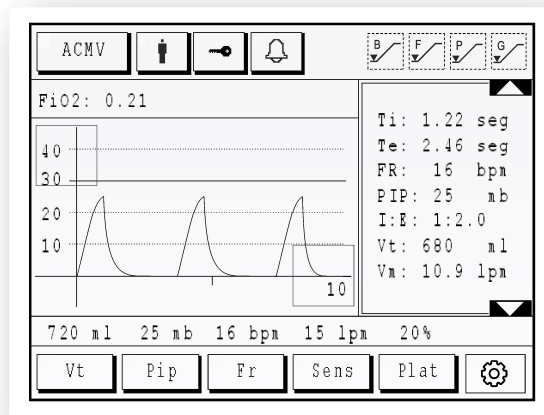 ACMV
B F P G
FiO2: 0.21
40
30
20
10
10
Ti: 1.22 seg
Te: 2.46 seg
FR: 16 bpm
PIP: 25 mb
I:E: 1:2.0
Vt: 680 ml
Vm: 10.9 lpm
720 ml 25 mb 16 bpm 15 lpm 20%
Vt Pip Fr Sens Plat